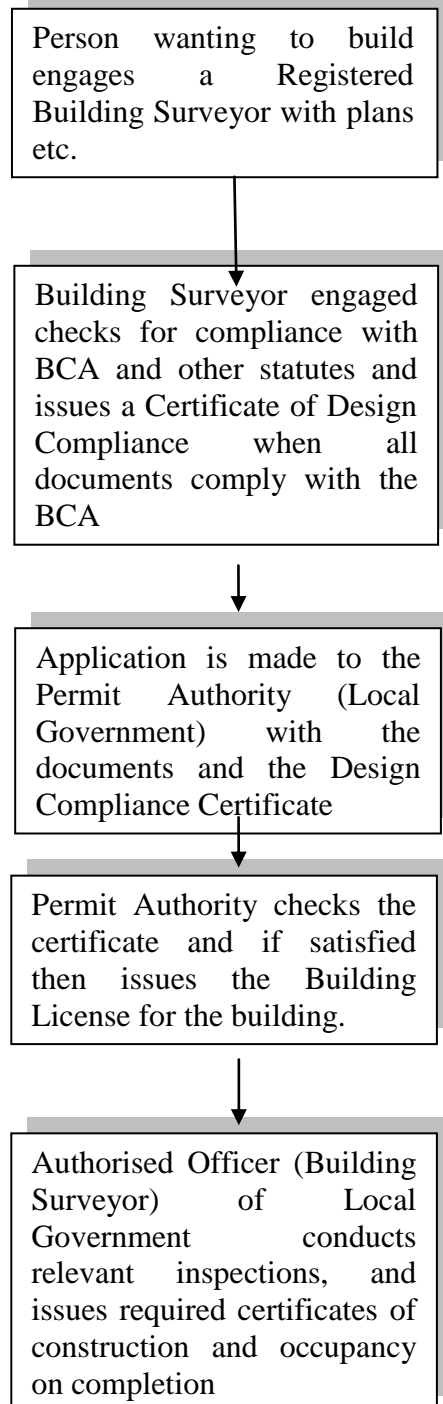 Person wanting to build
engages a Registered
Building Surveyor with plans
etc.
Building Surveyor engaged
checks for compliance with
BCA and other statutes and
issues a Certificate of Design
Compliance when all
documents comply with the
BCA
Application is made to the
Permit Authority (Local
Government) with the
documents and the Design
Compliance Certificate
Permit Authority checks the
certificate and if satisfied
then issues the Building
License for the building.
Authorised Officer (Building
Surveyor) of Local
Government conducts
relevant inspections, and
issues required certificates of
construction and occupancy
on completion